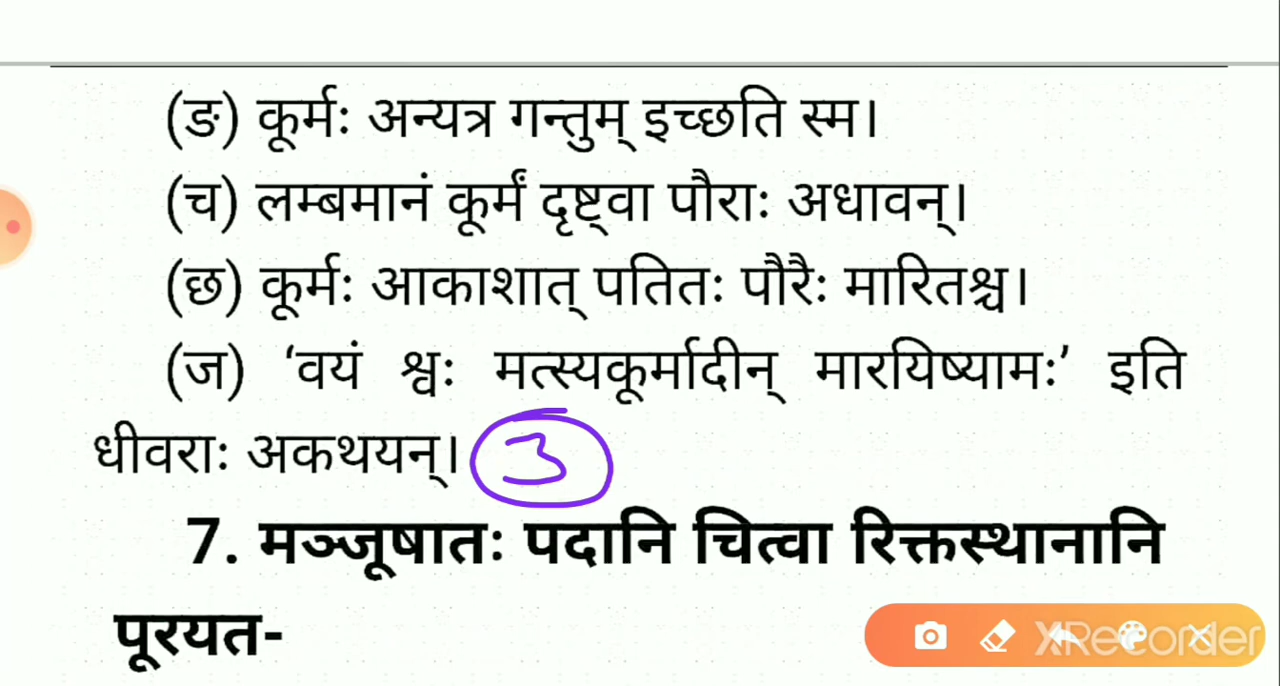 (ङ) कूर्मः अन्यत्र गन्तुम् इच्छति स्म।
(च) लम्बमानं कूर्मं दृष्ट्वा पौराः अधावन्।
(छ) कूर्मः आकाशात् पतितः पौरैः मारितश्च।
(ज) ‘वयं श्वः मत्स्यकूर्मादीन् मारयिष्यामः’ इति
धीवराः अकथयन्। 3
7. मञ्जूषातः पदानि चित्वा रिक्तस्थानानि
पूरयत-
XRecorder